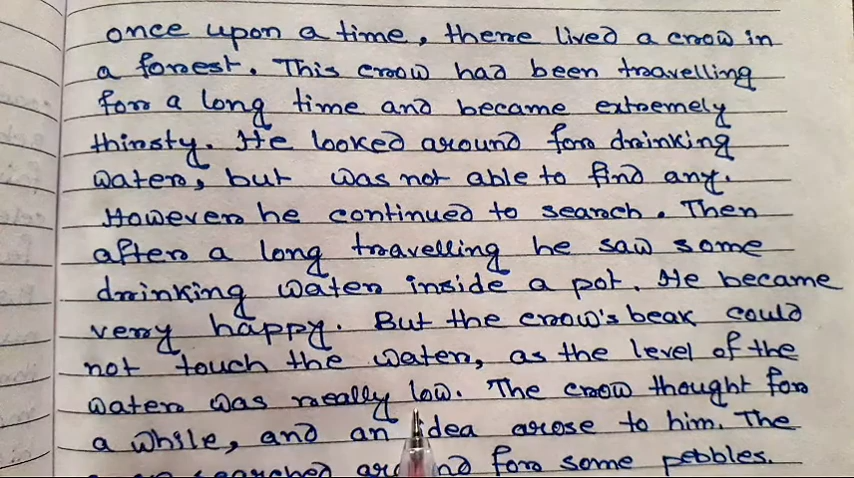 once upon a time, there lived a crow in
a forest. This crow had been travelling
for a long time and became extremely
thirsty. He looked around for drinking
water, but was not able to find any.
However he continued to search. Then
after a long travelling he saw some
drinking water inside a pot. He became
very happy. But the crow's beak could
not touch the water, as the level of the
water was really low. The crow thought for
a while, and an idea arose to him. The
searched around for some pebbles.